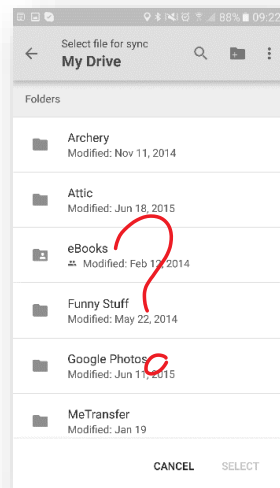 88% 09:22
Select file for sync
My Drive
Folders
Archery
Modified: Nov 11, 2014
Attic
Modified: Jun 18, 2015
eBooks
Modified: Feb 12, 2014
Funny Stuff
Modified: May 22, 2014
Google Photos
Modified: Jun 11, 2015
MeTransfer
Modified: Jan 19
CANCEL SELECT
?